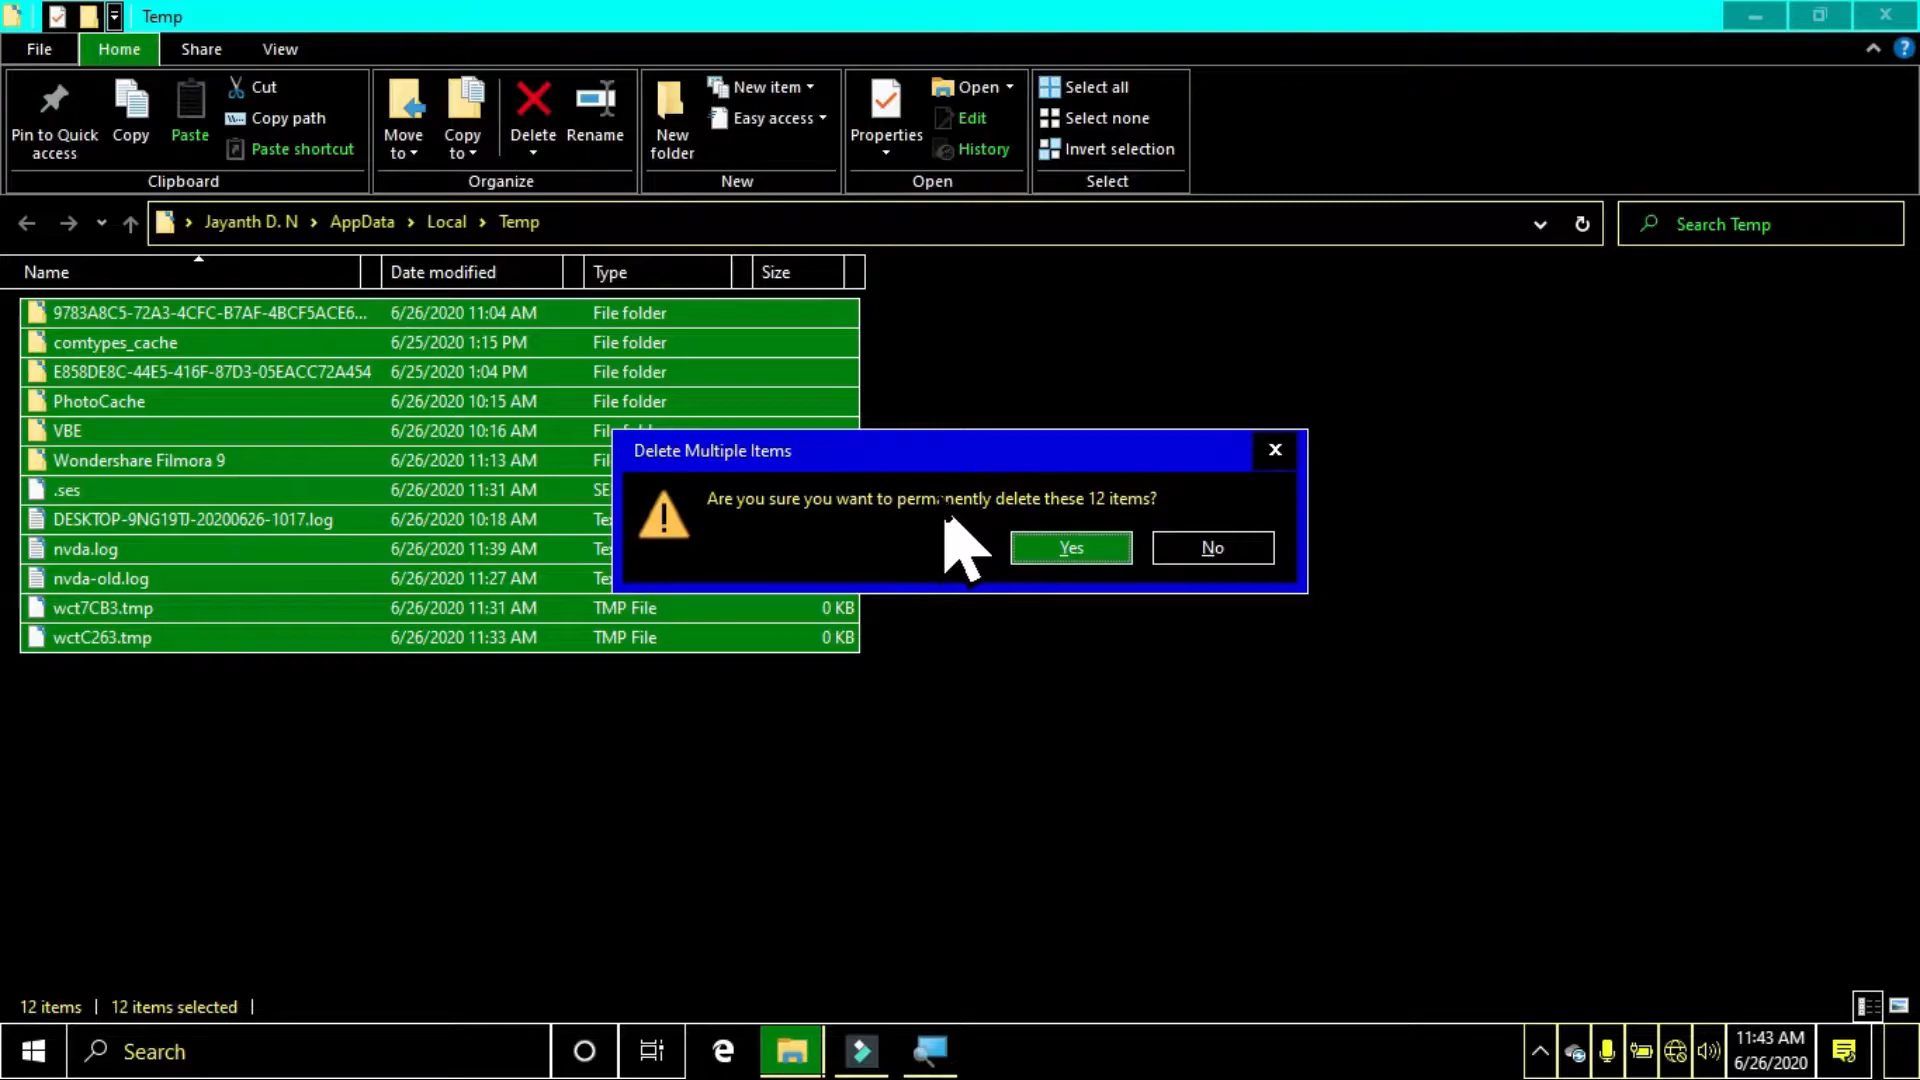 Temp
File Home Share View
Pin to Quick access
Copy
Paste
Cut
Copy path
Paste shortcut
Clipboard
Move to
Copy to
Delete
Rename
Organize
New folder
New item
Easy access
New
Properties
Open
Edit
History
Open
Select all
Select none
Invert selection
Select
Jayanth D. N > AppData > Local > Temp
Search Temp
Name Date modified Type Size
9783A8C5-72A3-4CFC-B7AF-4BCF5ACE6... 6/26/2020 11:04 AM File folder
comtypes_cache 6/25/2020 1:15 PM File folder
E858DE8C-44E5-416F-87D3-05EACC72A454 6/25/2020 1:04 PM File folder
PhotoCache 6/26/2020 10:15 AM File folder
VBE 6/26/2020 10:16 AM
Wondershare Filmora 9 6/26/2020 11:13 AM Fil
.ses 6/26/2020 11:31 AM SE
DESKTOP-9NG19TJ-20200626-1017.log 6/26/2020 10:18 AM Te
nvda.log 6/26/2020 11:39 AM Te
nvda-old.log 6/26/2020 11:27 AM Te
wct7CB3.tmp 6/26/2020 11:31 AM TMP File 0 KB
wctC263.tmp 6/26/2020 11:33 AM TMP File 0 KB
Delete Multiple Items
Are you sure you want to permanently delete these 12 items?
Yes No
12 items | 12 items selected |
Search
11:43 AM
6/26/2020